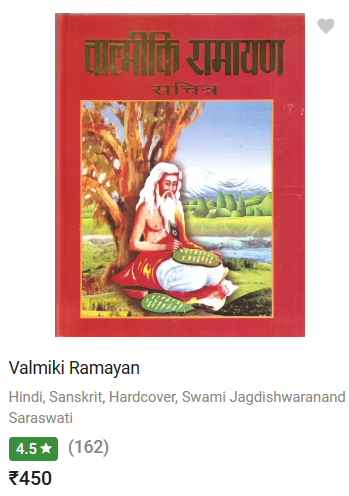 वाल्मीकि रामायण
सचित्र
Valmiki Ramayan
Hindi, Sanskrit, Hardcover, Swami Jagdishwaranand
Saraswati
4.5★ (162)
₹450